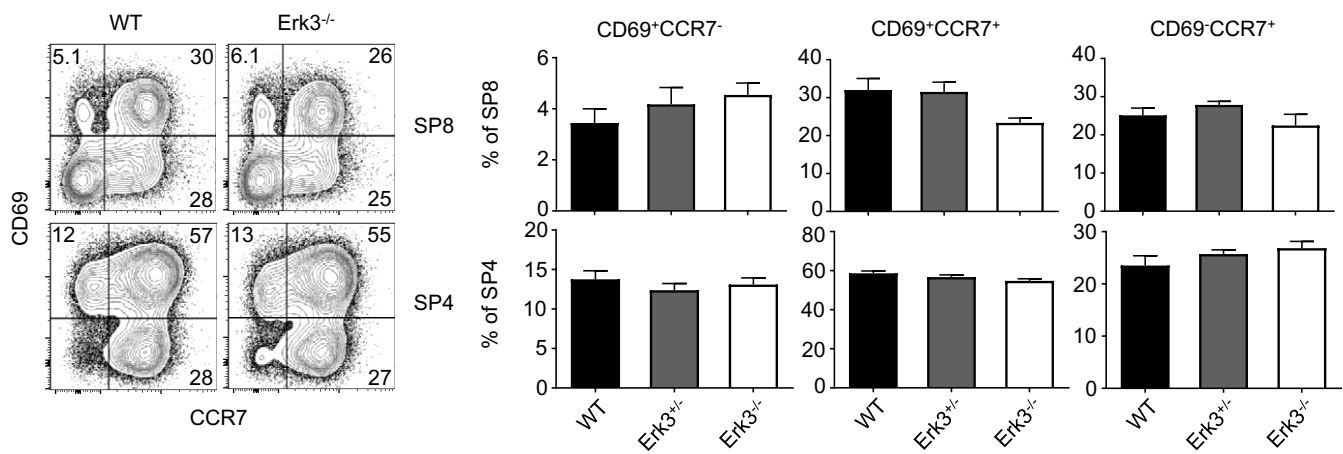 WT Erk3-/-
5.1 30 6.1 26
28 25
SP8
12 57 13 55
28 27
SP4
CD69
CCR7
CD69+CCR7- CD69+CCR7+ CD69-CCR7+
% of SP8
6
4
2
0
40
30
20
10
0
40
30
20
10
0
% of SP4
20
15
10
5
0
80
60
40
20
0
30
20
10
0
WT Erk3+/- Erk3-/-
WT Erk3+/- Erk3-/-
WT Erk3+/- Erk3-/-